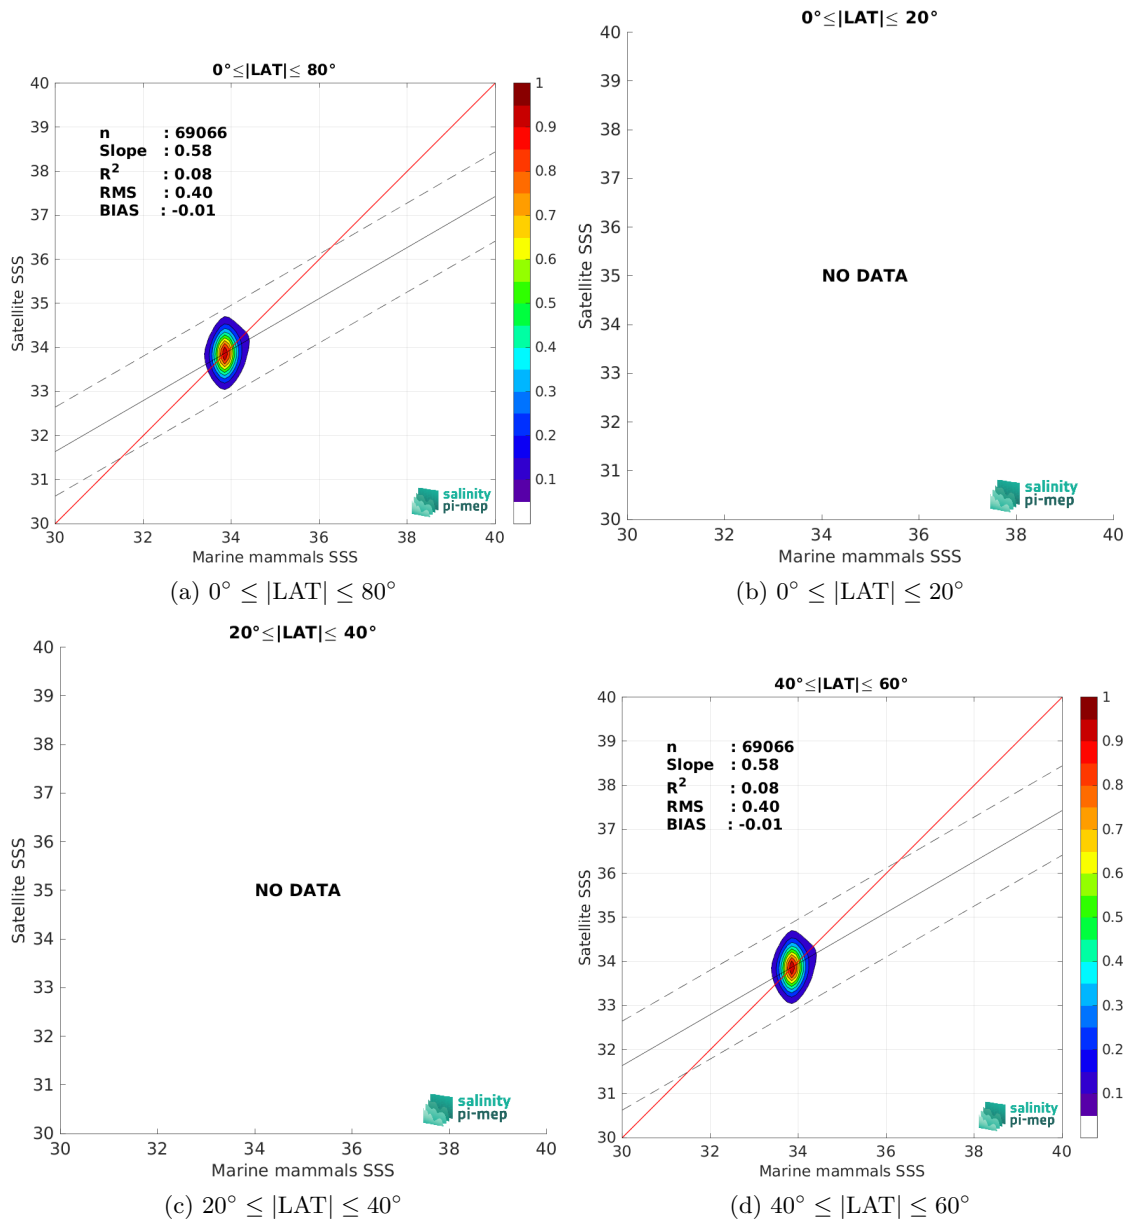 0°≤|LAT|≤ 80°
40
39
38
37
36
35
34
33
32
31
30
Satellite SSS
n : 69066
Slope : 0.58
R² : 0.08
RMS : 0.40
BIAS : -0.01
salinity
pi-mep
30 32 34 36 38 40
Marine mammals SSS
1
0.9
0.8
0.7
0.6
0.5
0.4
0.3
0.2
0.1
(a) 0° ≤ |LAT| ≤ 80°
0°≤|LAT|≤ 20°
40
39
38
37
36
35
34
33
32
31
30
Satellite SSS
NO DATA
salinity
pi-mep
30 32 34 36 38 40
Marine mammals SSS
(b) 0° ≤ |LAT| ≤ 20°
20°≤|LAT|≤ 40°
40
39
38
37
36
35
34
33
32
31
30
Satellite SSS
NO DATA
salinity
pi-mep
30 32 34 36 38 40
Marine mammals SSS
(c) 20° ≤ |LAT| ≤ 40°
40°≤|LAT|≤ 60°
40
39
38
37
36
35
34
33
32
31
30
Satellite SSS
n : 69066
Slope : 0.58
R² : 0.08
RMS : 0.40
BIAS : -0.01
salinity
pi-mep
30 32 34 36 38 40
Marine mammals SSS
1
0.9
0.8
0.7
0.6
0.5
0.4
0.3
0.2
0.1
(d) 40° ≤ |LAT| ≤ 60°